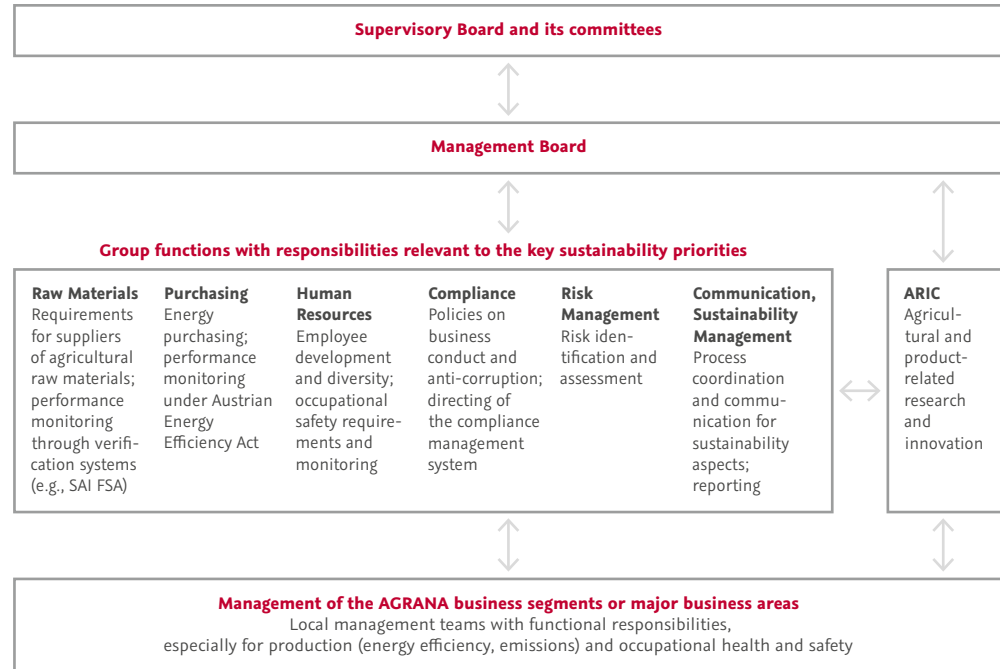 Supervisory Board and its committees
Management Board
Group functions with responsibilities relevant to the key sustainability priorities
Raw Materials
Requirements
for suppliers
of agricultural
raw materials;
performance
monitoring
through verifi-
cation systems
(e.g., SAI FSA)
Purchasing
Energy
purchasing;
performance
monitoring
under Austrian
Energy
Efficiency Act
Human
Resources
Employee
development
and diversity;
occupational
safety require-
ments and
monitoring
Compliance
Policies on
business
conduct and
anti-corruption;
directing of
the compliance
management
system
Risk
Management
Risk iden-
tification and
assessment
Communication,
Sustainability
Management
Process
coordination
and commu-
nication for
sustainability
aspects;
reporting
ARIC
Agricul-
tural and
product-
related
research
and
innovation
Management of the AGRANA business segments or major business areas
Local management teams with functional responsibilities,
especially for production (energy efficiency, emissions) and occupational health and safety